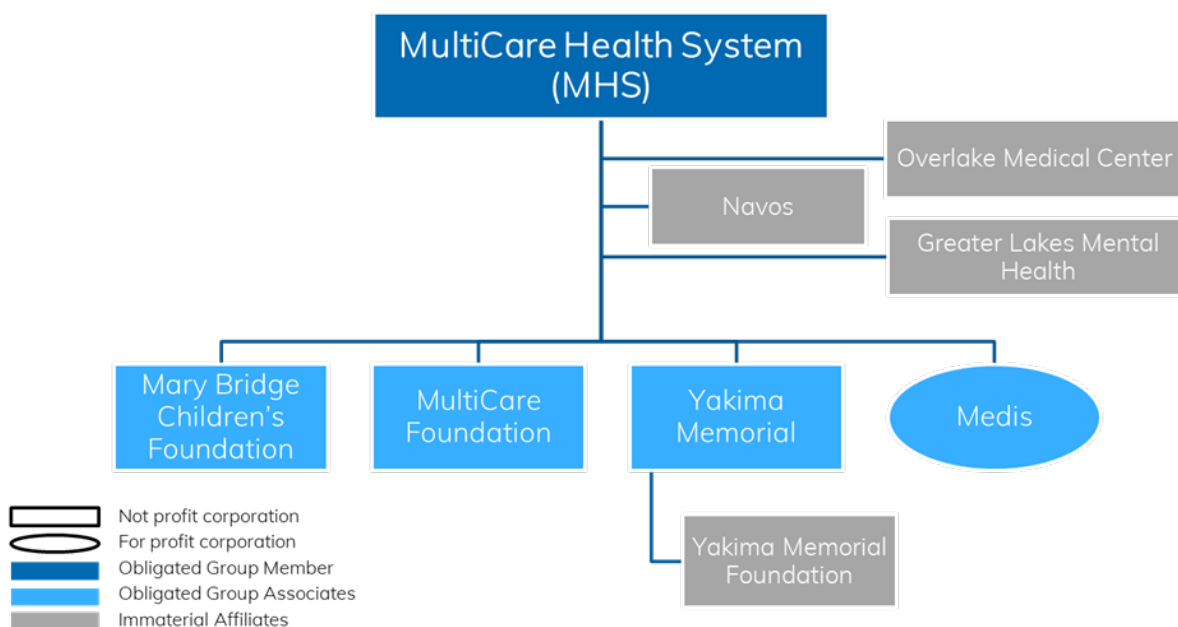 MultiCare Health System
(MHS)
Overlake Medical Center
Navos
Greater Lakes Mental
Health
Mary Bridge
Children’s
Foundation
MultiCare
Foundation
Yakima
Memorial
Medis
Yakima Memorial
Foundation
Not profit corporation
For profit corporation
Obligated Group Member
Obligated Group Associates
Immaterial Affiliates